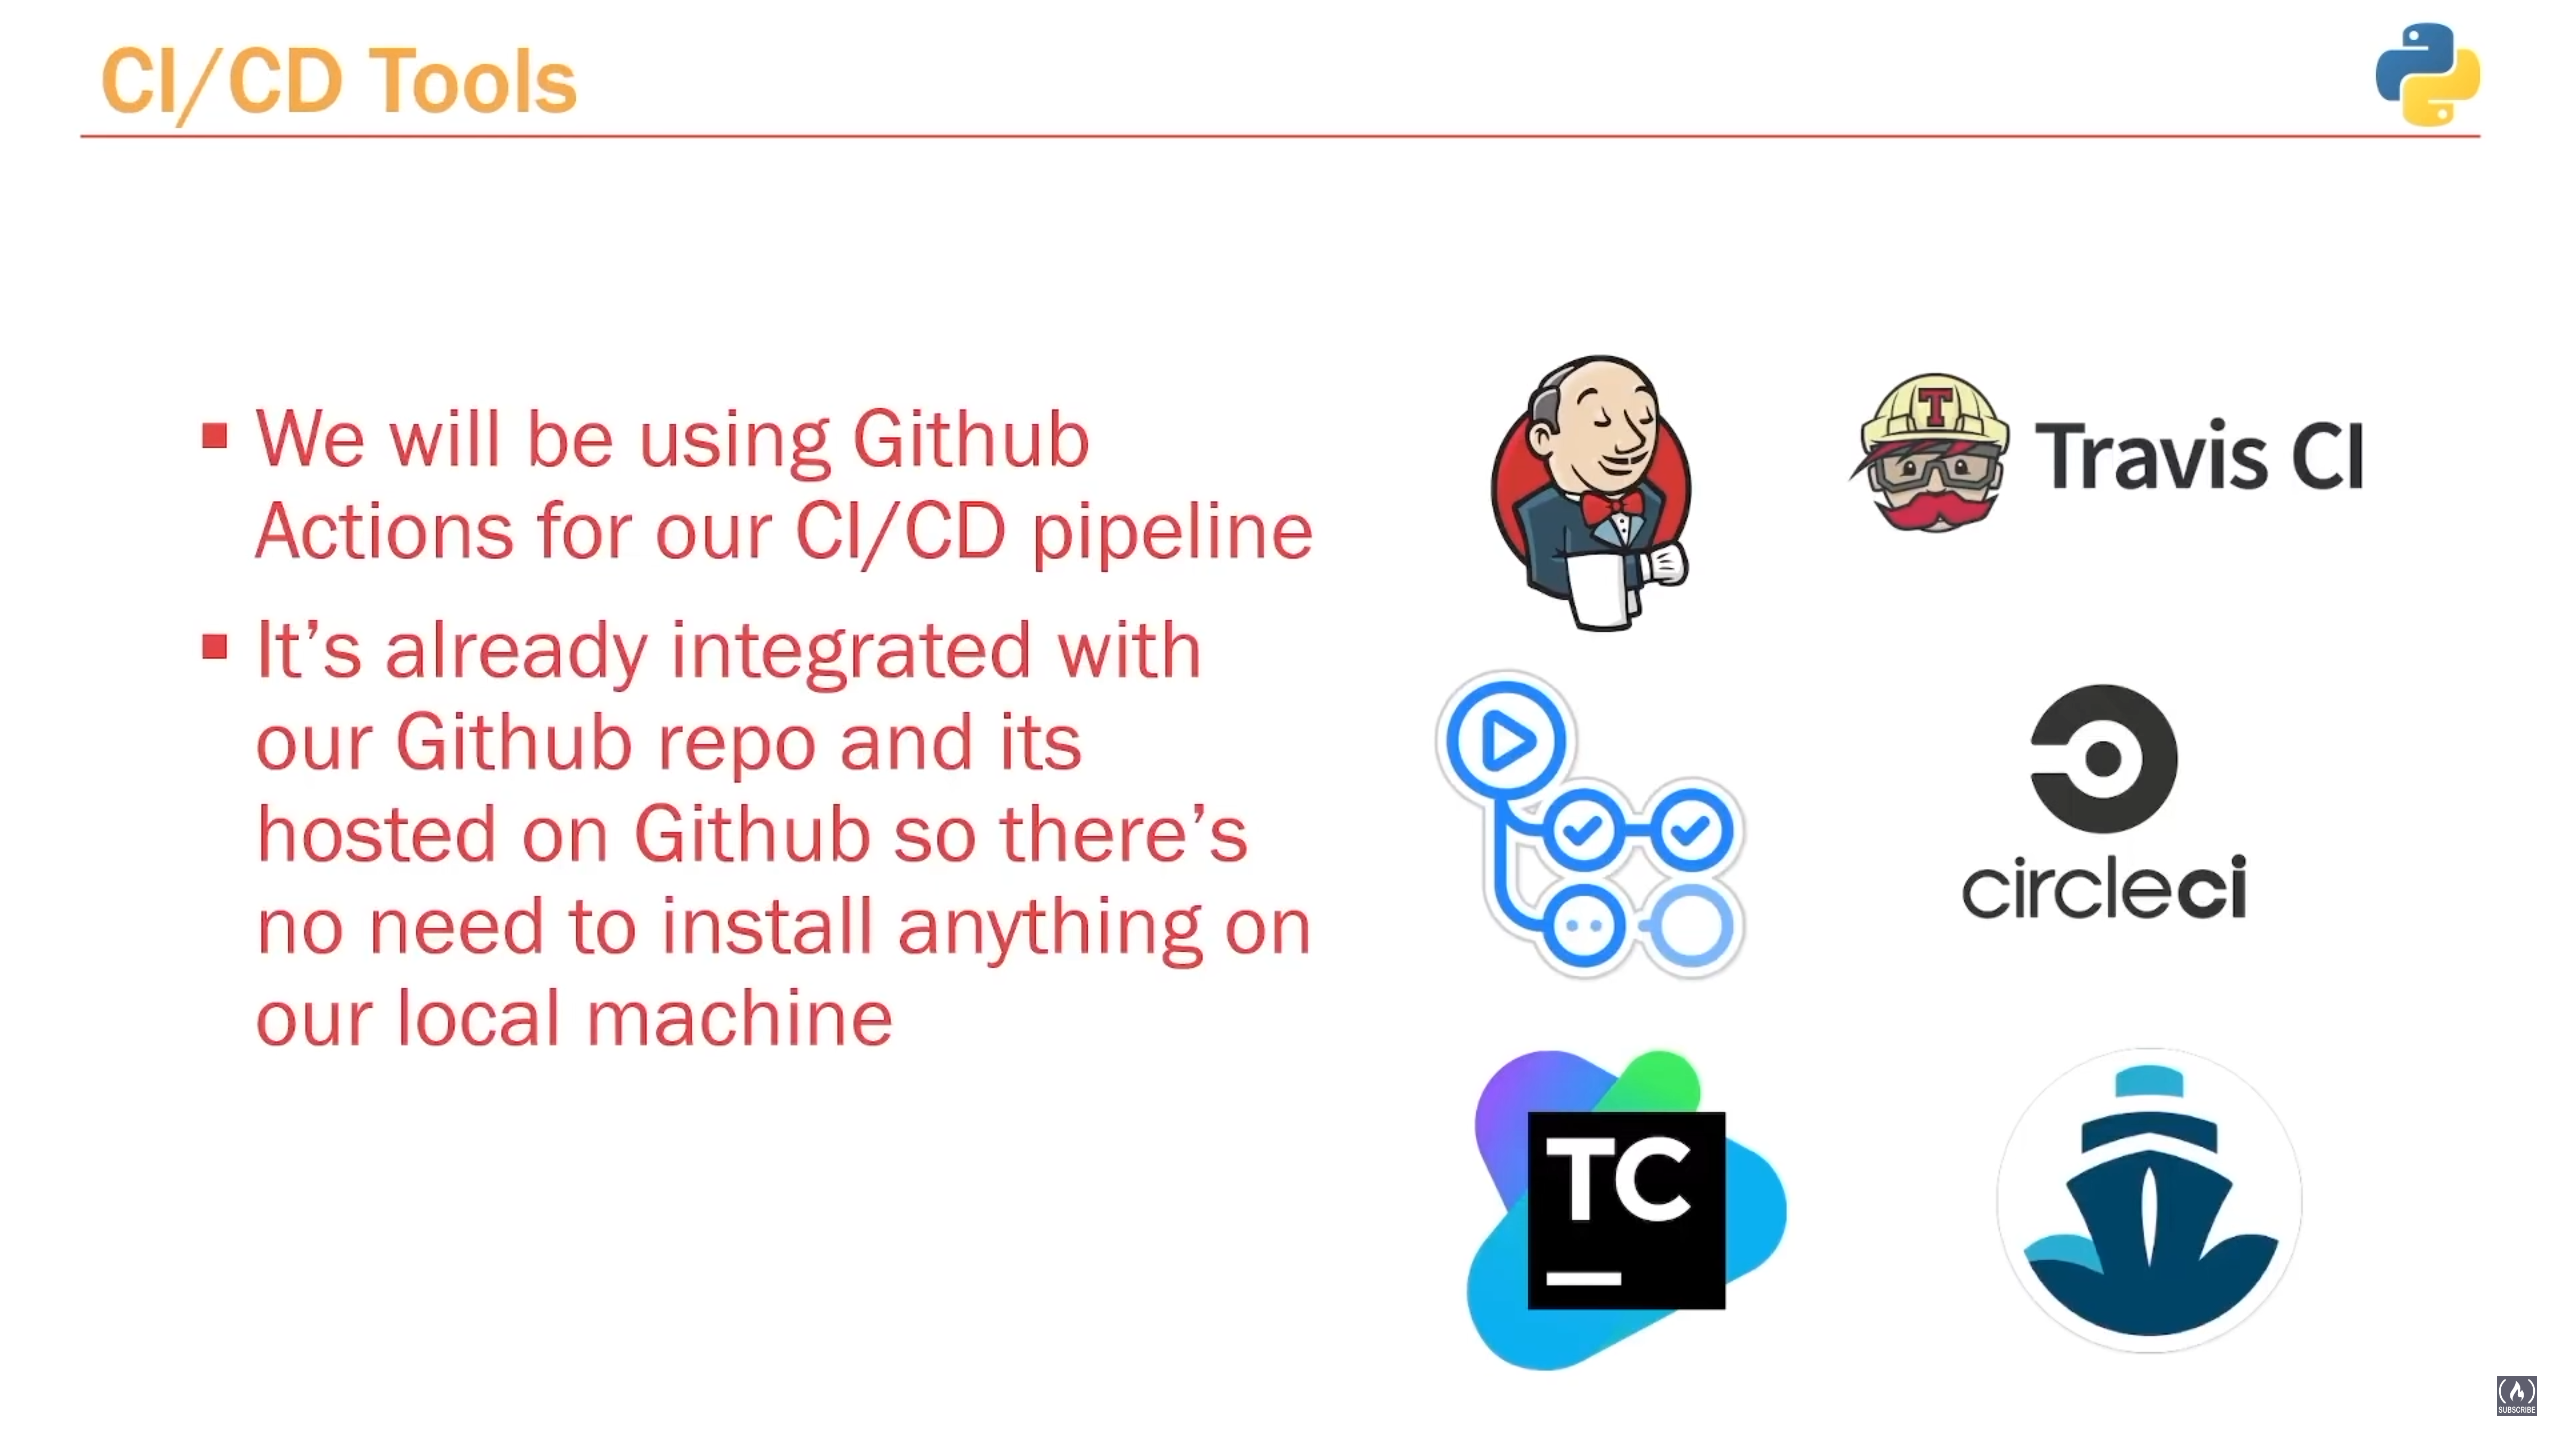 CI/CD Tools
▪ We will be using Github
Actions for our CI/CD pipeline
▪ It’s already integrated with
our Github repo and its
hosted on Github so there’s
no need to install anything on
our local machine
T
Travis CI
circleci
TC
SUBSCRIBE